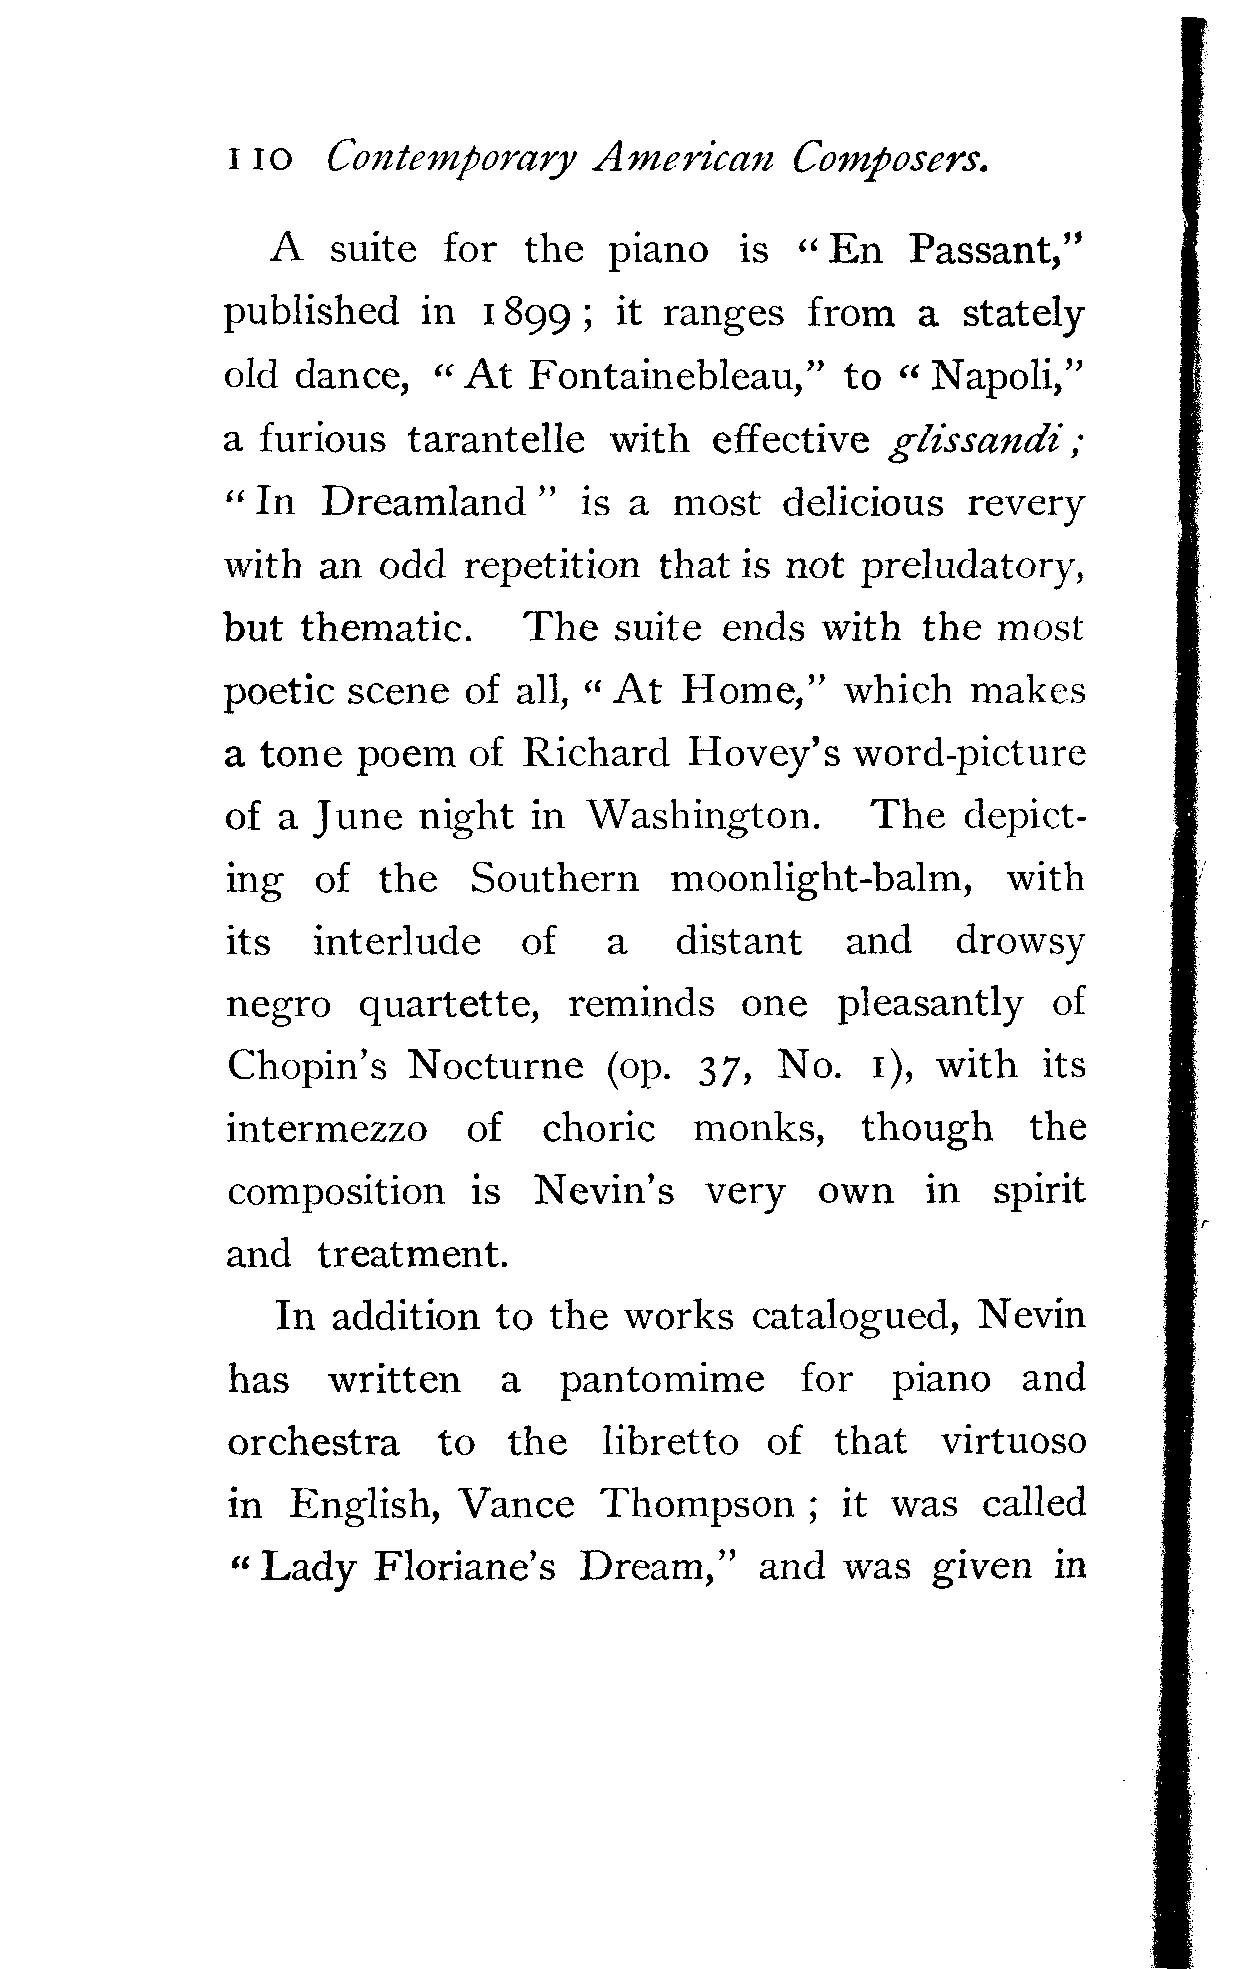 110 Contemporary American Composers.
A suite for the piano is “En Passant,”
published in 1899; it ranges from a stately
old dance, “At Fontainebleau,” to “Napoli,”
a furious tarantelle with effective glissandi;
“In Dreamland” is a most delicious revery
with an odd repetition that is not preludatory,
but thematic. The suite ends with the most
poetic scene of all, “At Home,” which makes
a tone poem of Richard Hovey’s word-picture
of a June night in Washington. The depict-
ing of the Southern moonlight-balm, with
its interlude of a distant and drowsy
negro quartette, reminds one pleasantly of
Chopin’s Nocturne (op. 37, No. 1), with its
intermezzo of choric monks, though the
composition is Nevin’s very own in spirit
and treatment.
In addition to the works catalogued, Nevin
has written a pantomime for piano and
orchestra to the libretto of that virtuoso
in English, Vance Thompson; it was called
“Lady Floriane’s Dream,” and was given in